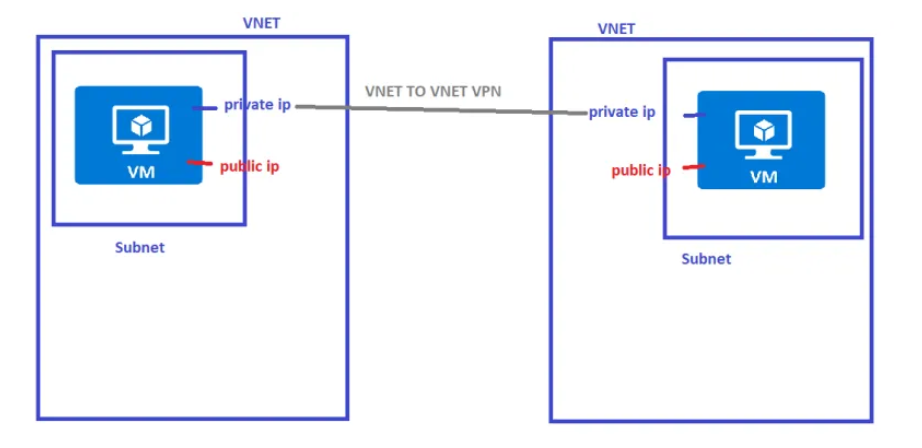 VNET
VNET
private ip
VNET TO VNET VPN
private ip
public ip
public ip
VM
VM
Subnet
Subnet